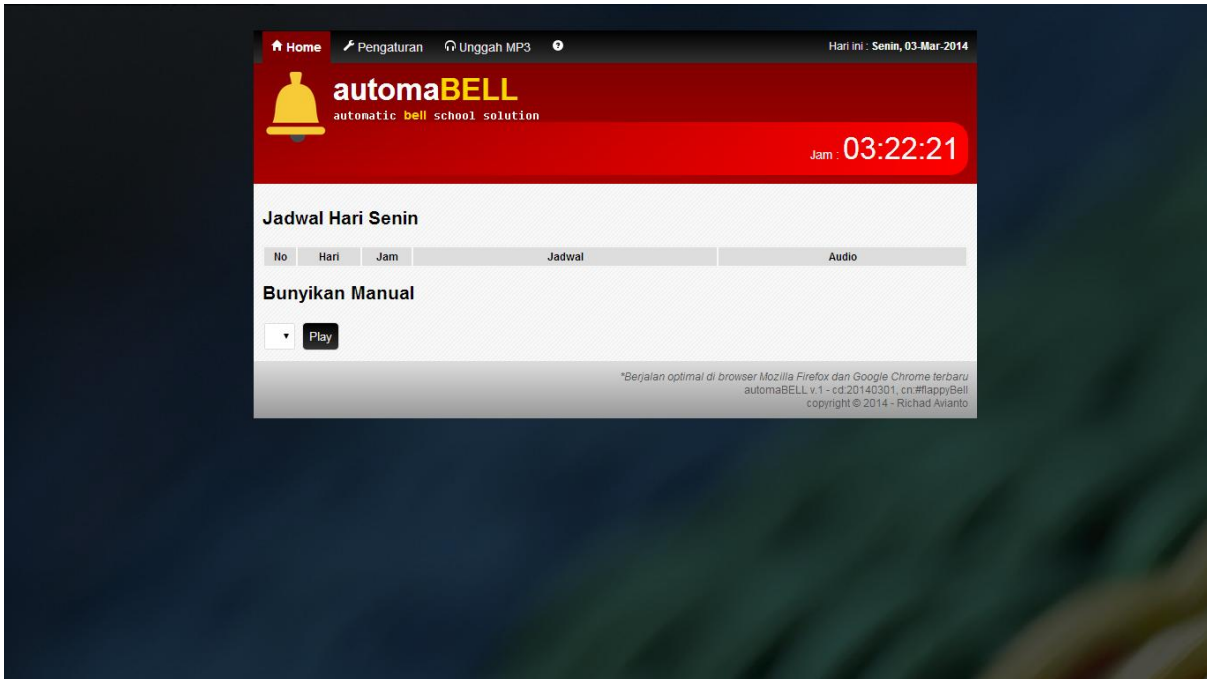 Home Pengaturan Unggah MP3 ? Hari ini : Senin, 03-Mar-2014
automaBELL
automatic bell school solution
Jam : 03:22:21
Jadwal Hari Senin
No Hari Jam Jadwal Audio
Bunyikan Manual
Play
*Berjalan optimal di browser Mozilla Firefox dan Google Chrome terbaru
automaBELL v.1 - cd:20140301, cn:#flappyBell
copyright © 2014 - Richad Avianto